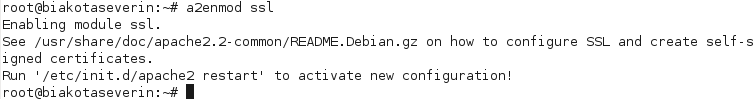 root@biakotaseverin:~# a2enmod ssl
Enabling module ssl.
See /usr/share/doc/apache2.2-common/README.Debian.gz on how to configure SSL and create self-s
igned certificates.
Run '/etc/init.d/apache2 restart' to activate new configuration!
root@biakotaseverin:~#